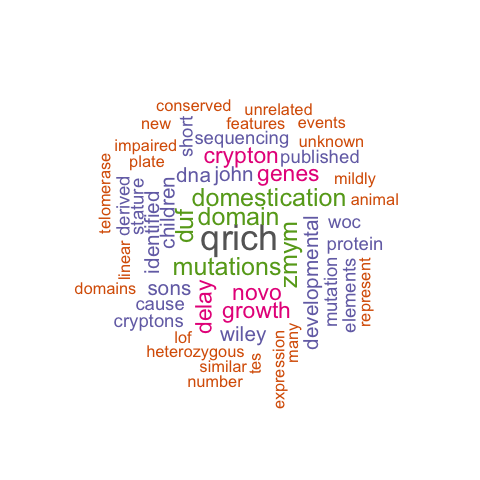 conserved
unrelated
new
features
events
short
sequencing
unknown
impaired
crypton
published
plate
telomerase
dna
john
genes
mildly
derived
stature
children
domestication
animal
identified
duf
domain
woc
qrich
zmym
developmental
protein
linear
mutations
domains
sons
delay
novo
mutation
elements
represent
cause
growth
cryptons
wiley
lof
heterozygous
similar
tes
many
expression
number